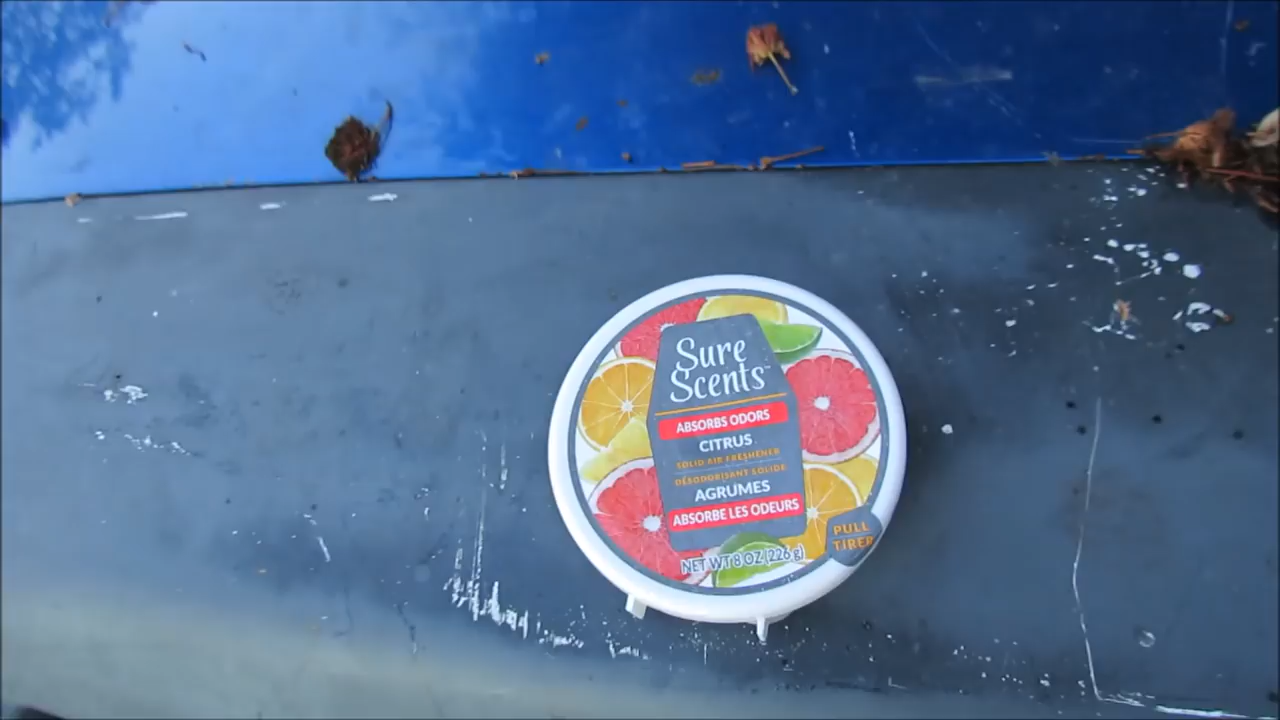 Sure
Scents™
ABSORBS ODORS
CITRUS
SOLID AIR FRESHENER
DÉSODORISANT SOLIDE
AGRUMES
ABSORBE LES ODEURS
PULL
TIRER
NET WT 8 OZ (226 g)